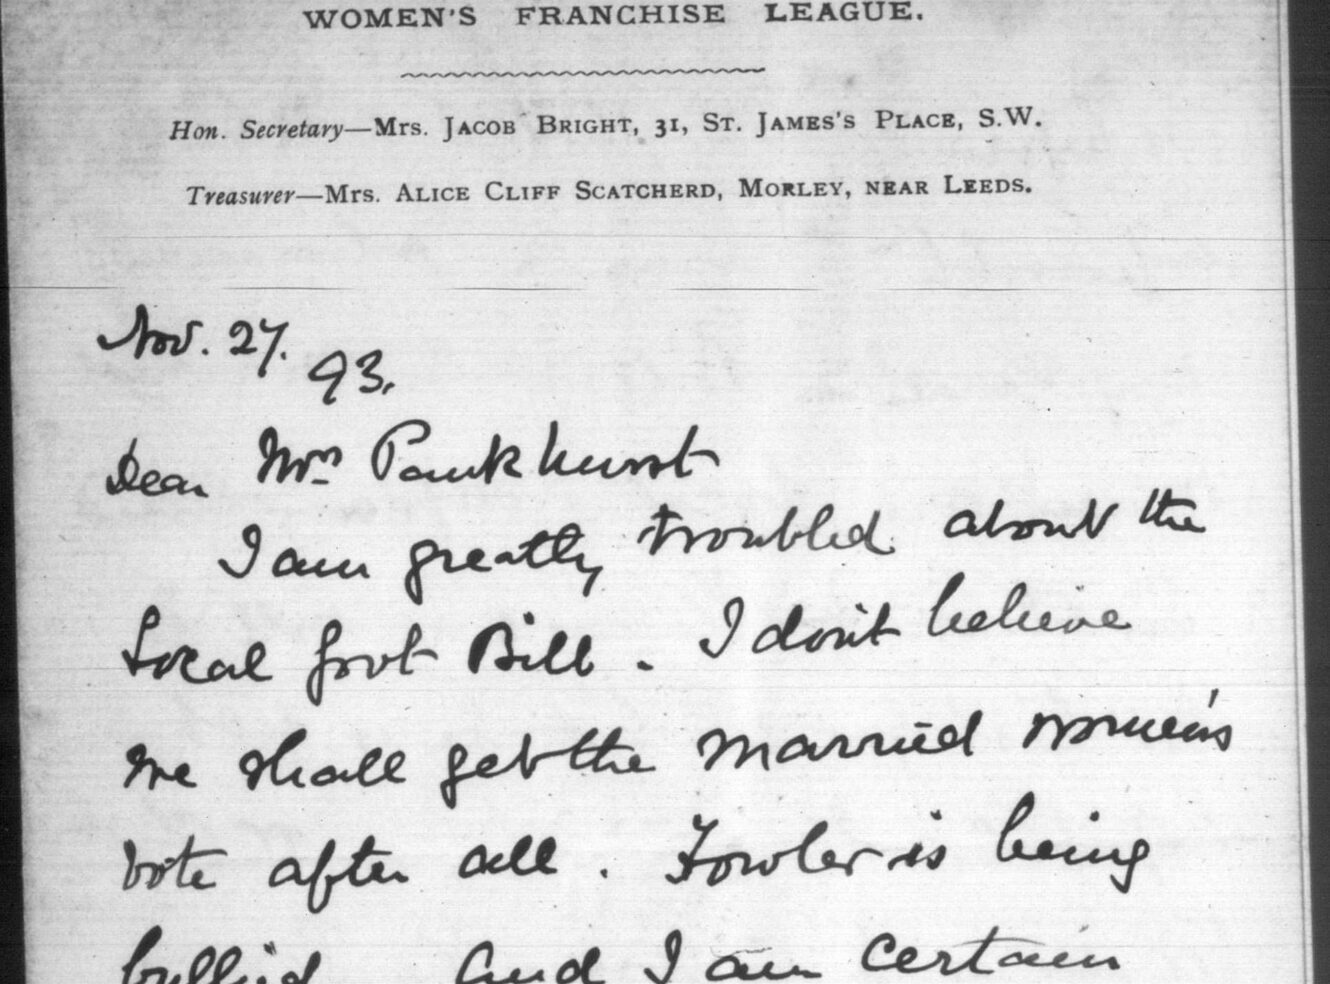 WOMEN'S FRANCHISE LEAGUE.
Hon. Secretary—Mrs. JACOB BRIGHT, 31, ST. JAMES'S PLACE, S.W.
Treasurer—Mrs. ALICE CLIFF SCATCHERD, MORLEY, NEAR LEEDS.
Nov. 27.
93.
Dear Mrs Pankhurst
I am greatly troubled about the
Local Govt Bill. I don't believe
we shall get the married women's
vote after all. Fowler is being
bullied and I am certain